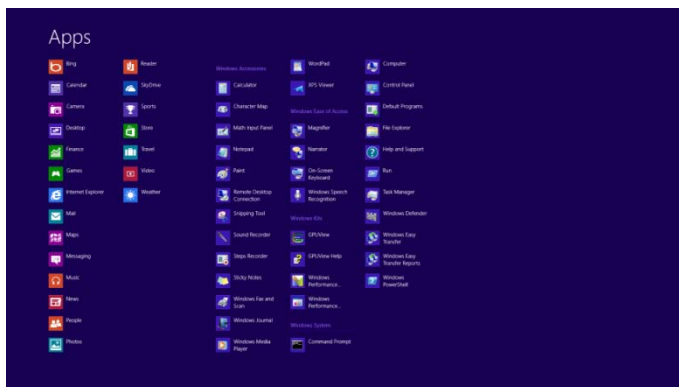 Apps
Bing
Calendar
Camera
Desktop
Finance
Games
Internet Explorer
Mail
Maps
Messaging
Music
News
People
Photos
Reader
SkyDrive
Sports
Store
Travel
Video
Weather
Windows Accessories
Calculator
Character Map
Math Input Panel
Notepad
Paint
Remote Desktop
Connection
Snipping Tool
Sound Recorder
Steps Recorder
Sticky Notes
Windows Fax and
Scan
Windows Journal
Windows Media
Player
WordPad
XPS Viewer
Windows Ease of Access
Magnifier
Narrator
On-Screen
Keyboard
Windows Speech
Recognition
Windows Kits
GPUView
GPUView Help
Windows
Performance...
Windows
Performance...
Windows System
Command Prompt
Computer
Control Panel
Default Programs
File Explorer
Help and Support
Run
Task Manager
Windows Defender
Windows Easy
Transfer
Windows Easy
Transfer Reports
Windows
PowerShell